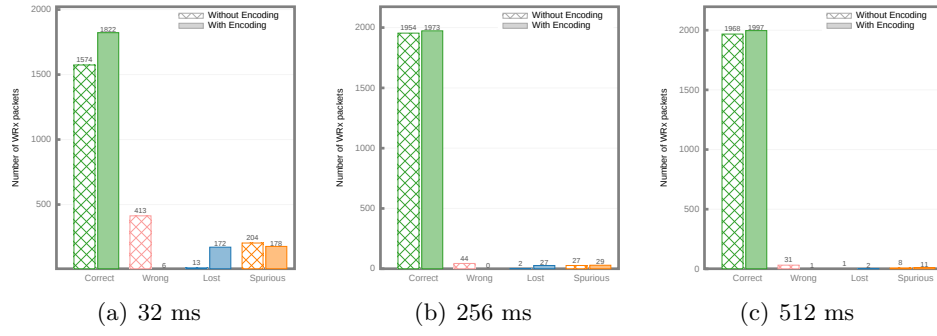 Number of WRx packets
2000
1500
1000
500
Without Encoding
With Encoding
1574
1822
413
6
13
172
204
178
Correct
Wrong
Lost
Spurious
(a) 32 ms
Number of WRx packets
2000
1500
1000
500
0
Without Encoding
With Encoding
1954
1973
44
0
2
27
27
29
Correct
Wrong
Lost
Spurious
(b) 256 ms
Number of WRx packets
2000
1500
1000
500
0
Without Encoding
With Encoding
1968
1997
31
1
1
2
8
11
Correct
Wrong
Lost
Spurious
(c) 512 ms